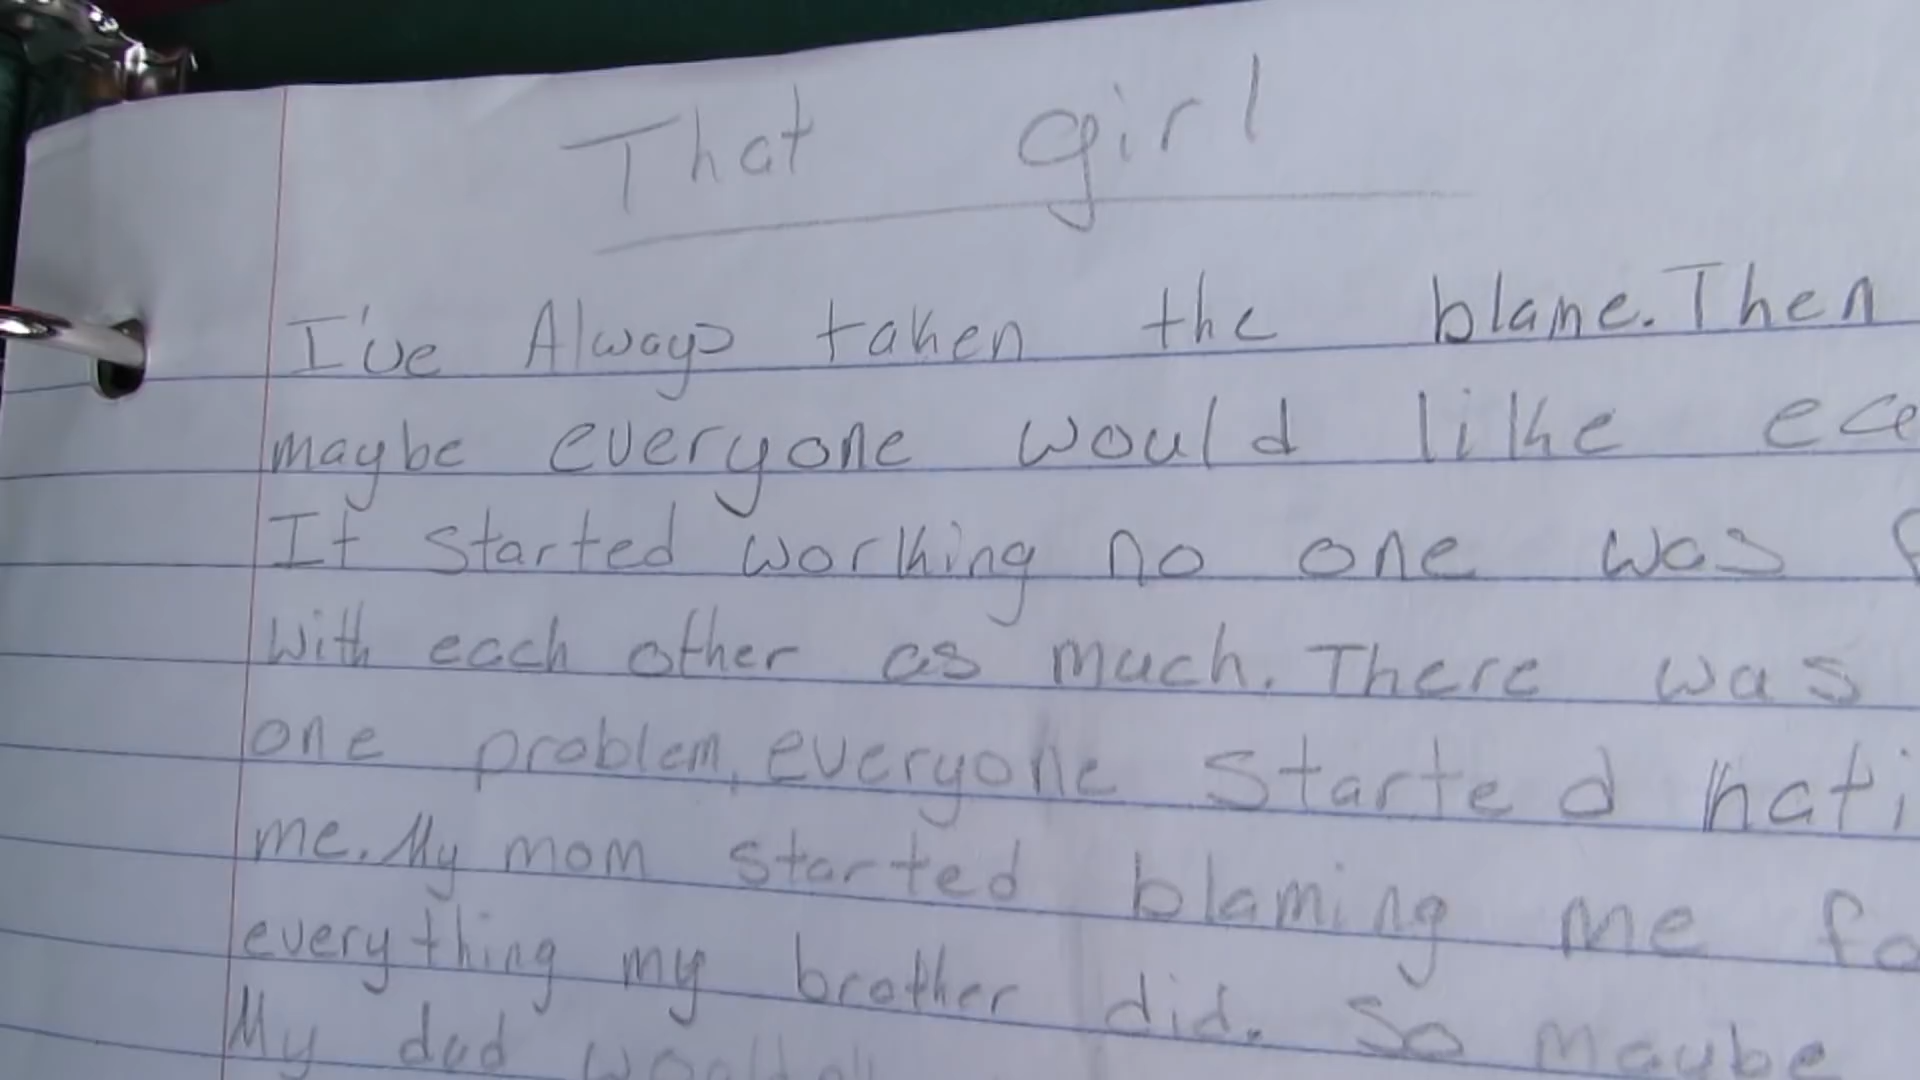 That girl
I've Always taken the blame. Then
maybe everyone would like
It started working no one was
with each other as much. There was
one problem, everyone started
me. My mom started blaming me
everything my brother did. So maybe
My dad